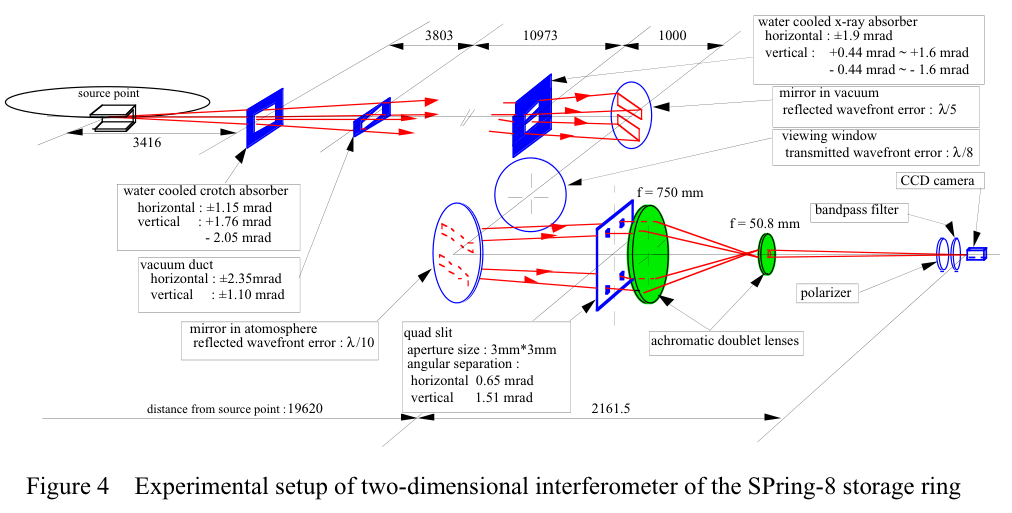 3803
10973
1000
water cooled x-ray absorber
horizontal : ±1.9 mrad
vertical : +0.44 mrad ~ +1.6 mrad
- 0.44 mrad ~ - 1.6 mrad
source point
3416
mirror in vacuum
reflected wavefront error : λ/5
viewing window
transmitted wavefront error : λ/8
CCD camera
water cooled crotch absorber
horizontal : ±1.15 mrad
vertical : +1.76 mrad
- 2.05 mrad
f = 750 mm
f = 50.8 mm
bandpass filter
vacuum duct
horizontal : ±2.35mrad
vertical : ±1.10 mrad
polarizer
mirror in atomosphere
reflected wavefront error : λ/10
quad slit
aperture size : 3mm*3mm
angular separation :
horizontal 0.65 mrad
vertical 1.51 mrad
achromatic doublet lenses
distance from source point : 19620
2161.5
Figure 4 Experimental setup of two-dimensional interferometer of the SPring-8 storage ring